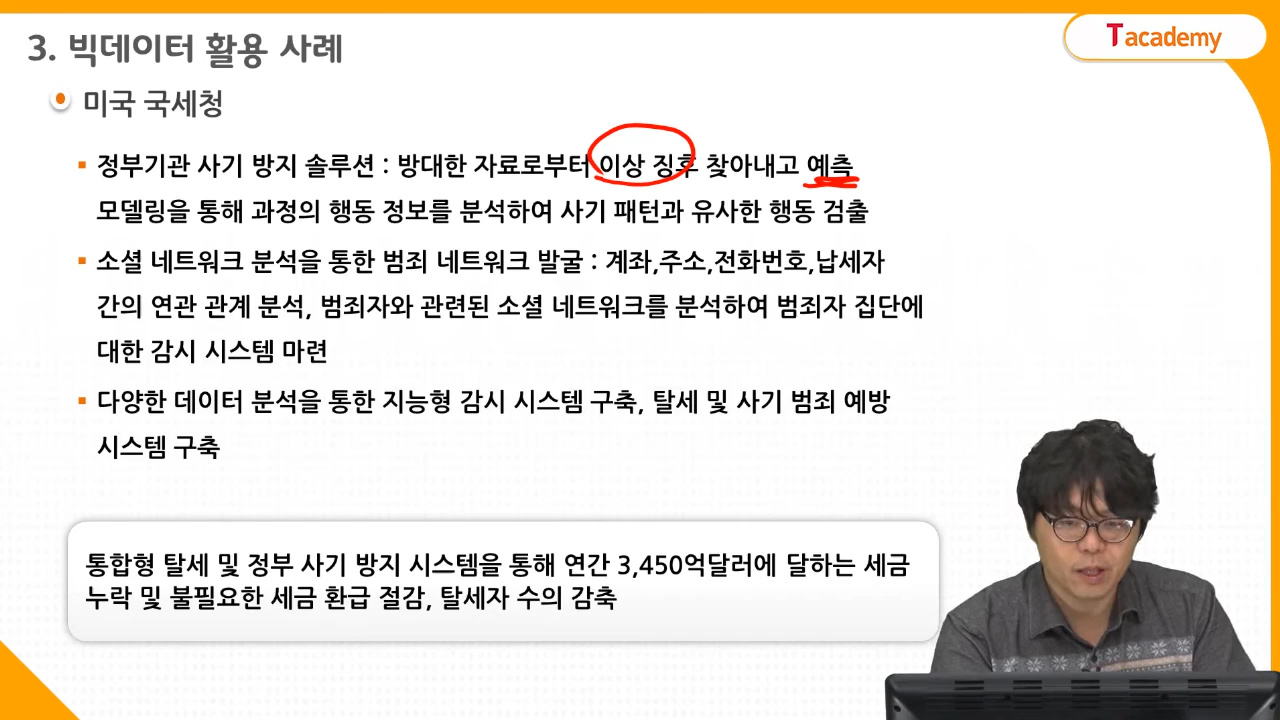 3. 빅데이터 활용 사례
Tacademy
미국 국세청
정부기관 사기 방지 솔루션 : 방대한 자료로부터 이상 징후 찾아내고 예측
모델링을 통해 과정의 행동 정보를 분석하여 사기 패턴과 유사한 행동 검출
소셜 네트워크 분석을 통한 범죄 네트워크 발굴 : 계좌,주소,전화번호,납세자
간의 연관 관계 분석, 범죄자와 관련된 소셜 네트워크를 분석하여 범죄자 집단에
대한 감시 시스템 마련
다양한 데이터 분석을 통한 지능형 감시 시스템 구축, 탈세 및 사기 범죄 예방
시스템 구축
통합형 탈세 및 정부 사기 방지 시스템을 통해 연간 3,450억달러에 달하는 세금
누락 및 불필요한 세금 환급 절감, 탈세자 수의 감축